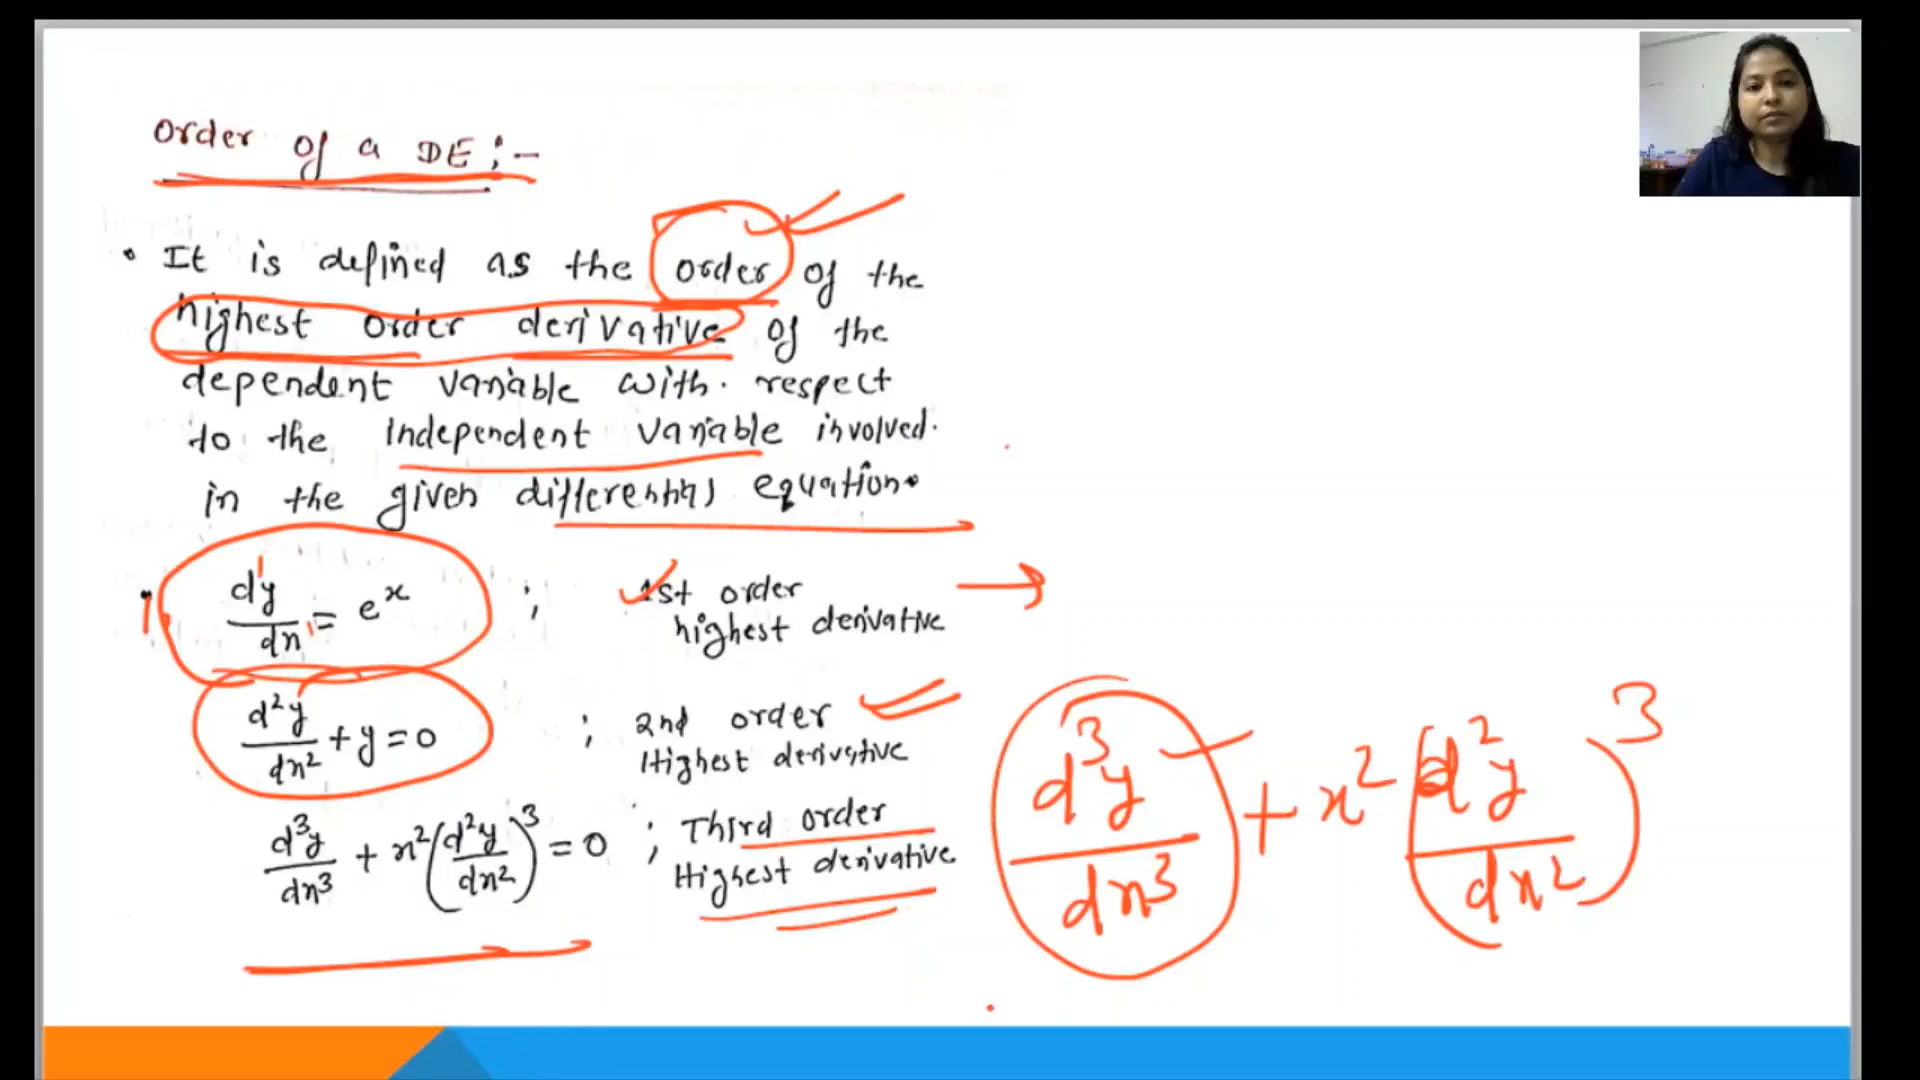 Order of a DE :-
• It is defined as the order of the
highest order derivative of the
dependent variable with respect
to the independent variable involved.
in the given differential equation.
1. dy/dx = e^x ; 1st order
highest derivative
d²y/dx² + y = 0 ; 2nd order
Highest derivative
d³y/dx³ + x²(d²y/dx²)³ = 0 ; Third order
Highest derivative
d³y/dx³ + x²(d²y/dx²)³